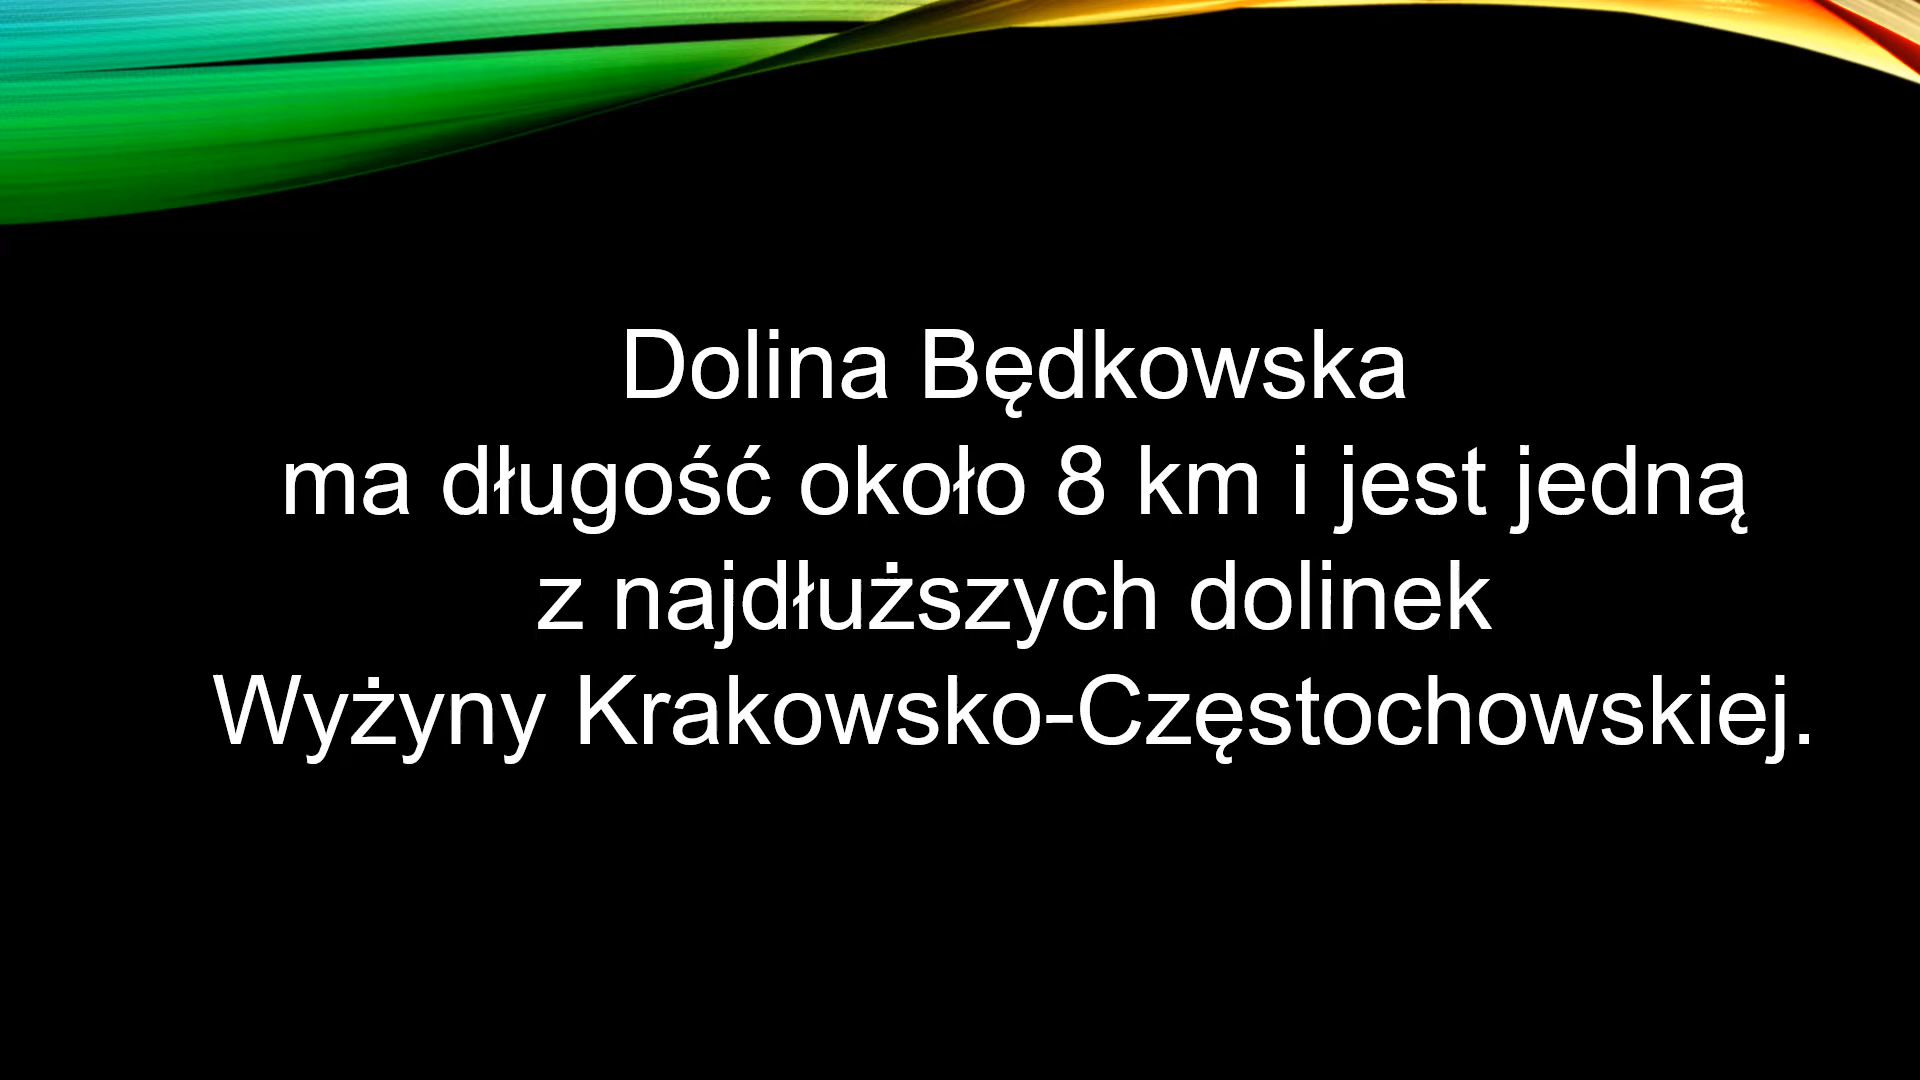 Dolina Będkowska
ma długość około 8 km i jest jedną
z najdłuższych dolinek
Wyżyny Krakowsko-Częstochowskiej.